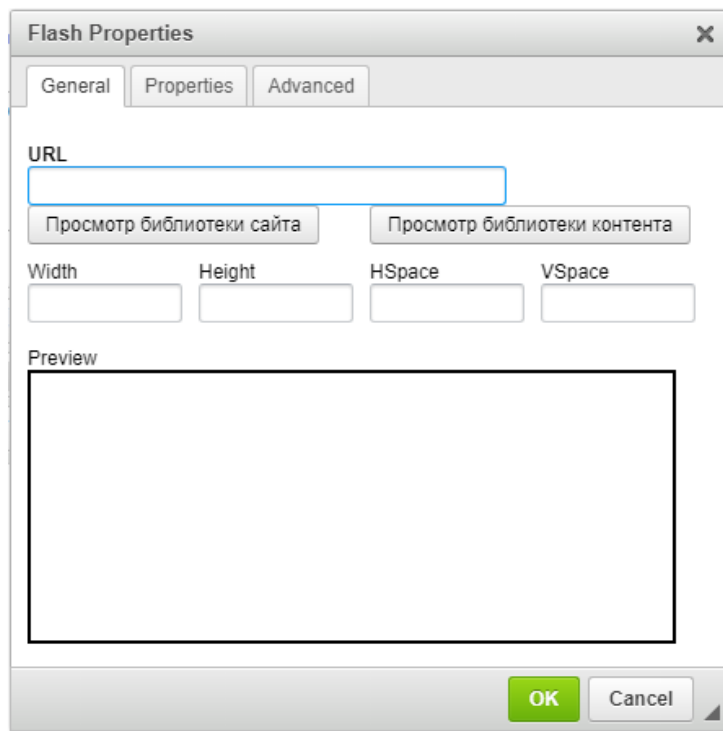 Flash Properties
General Properties Advanced
URL
Просмотр библиотеки сайта Просмотр библиотеки контента
Width Height HSpace VSpace
Preview
OK Cancel